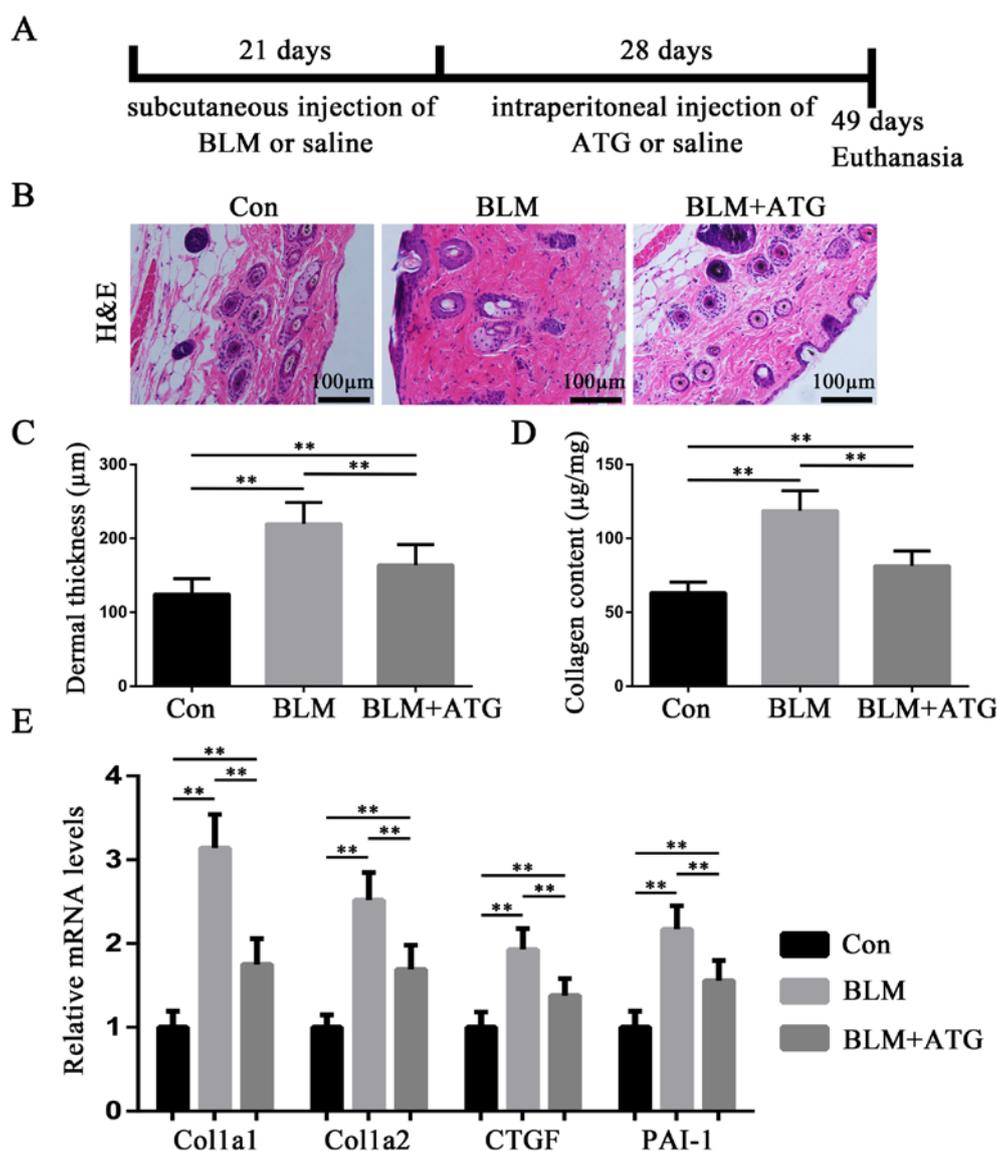 A
21 days
28 days
subcutaneous injection of
BLM or saline
intraperitoneal injection of
ATG or saline
49 days
Euthanasia
B
Con
BLM
BLM+ATG
H&E
100μm
100μm
100μm
C
Dermal thickness (μm)
300
200
100
0
**
**
**
Con
BLM
BLM+ATG
D
Collagen content (μg/mg)
150
100
50
0
**
**
**
Con
BLM
BLM+ATG
E
Relative mRNA levels
4
3
2
1
0
**
**
**
**
**
**
**
**
**
**
**
**
Col1a1
Col1a2
CTGF
PAI-1
Con
BLM
BLM+ATG